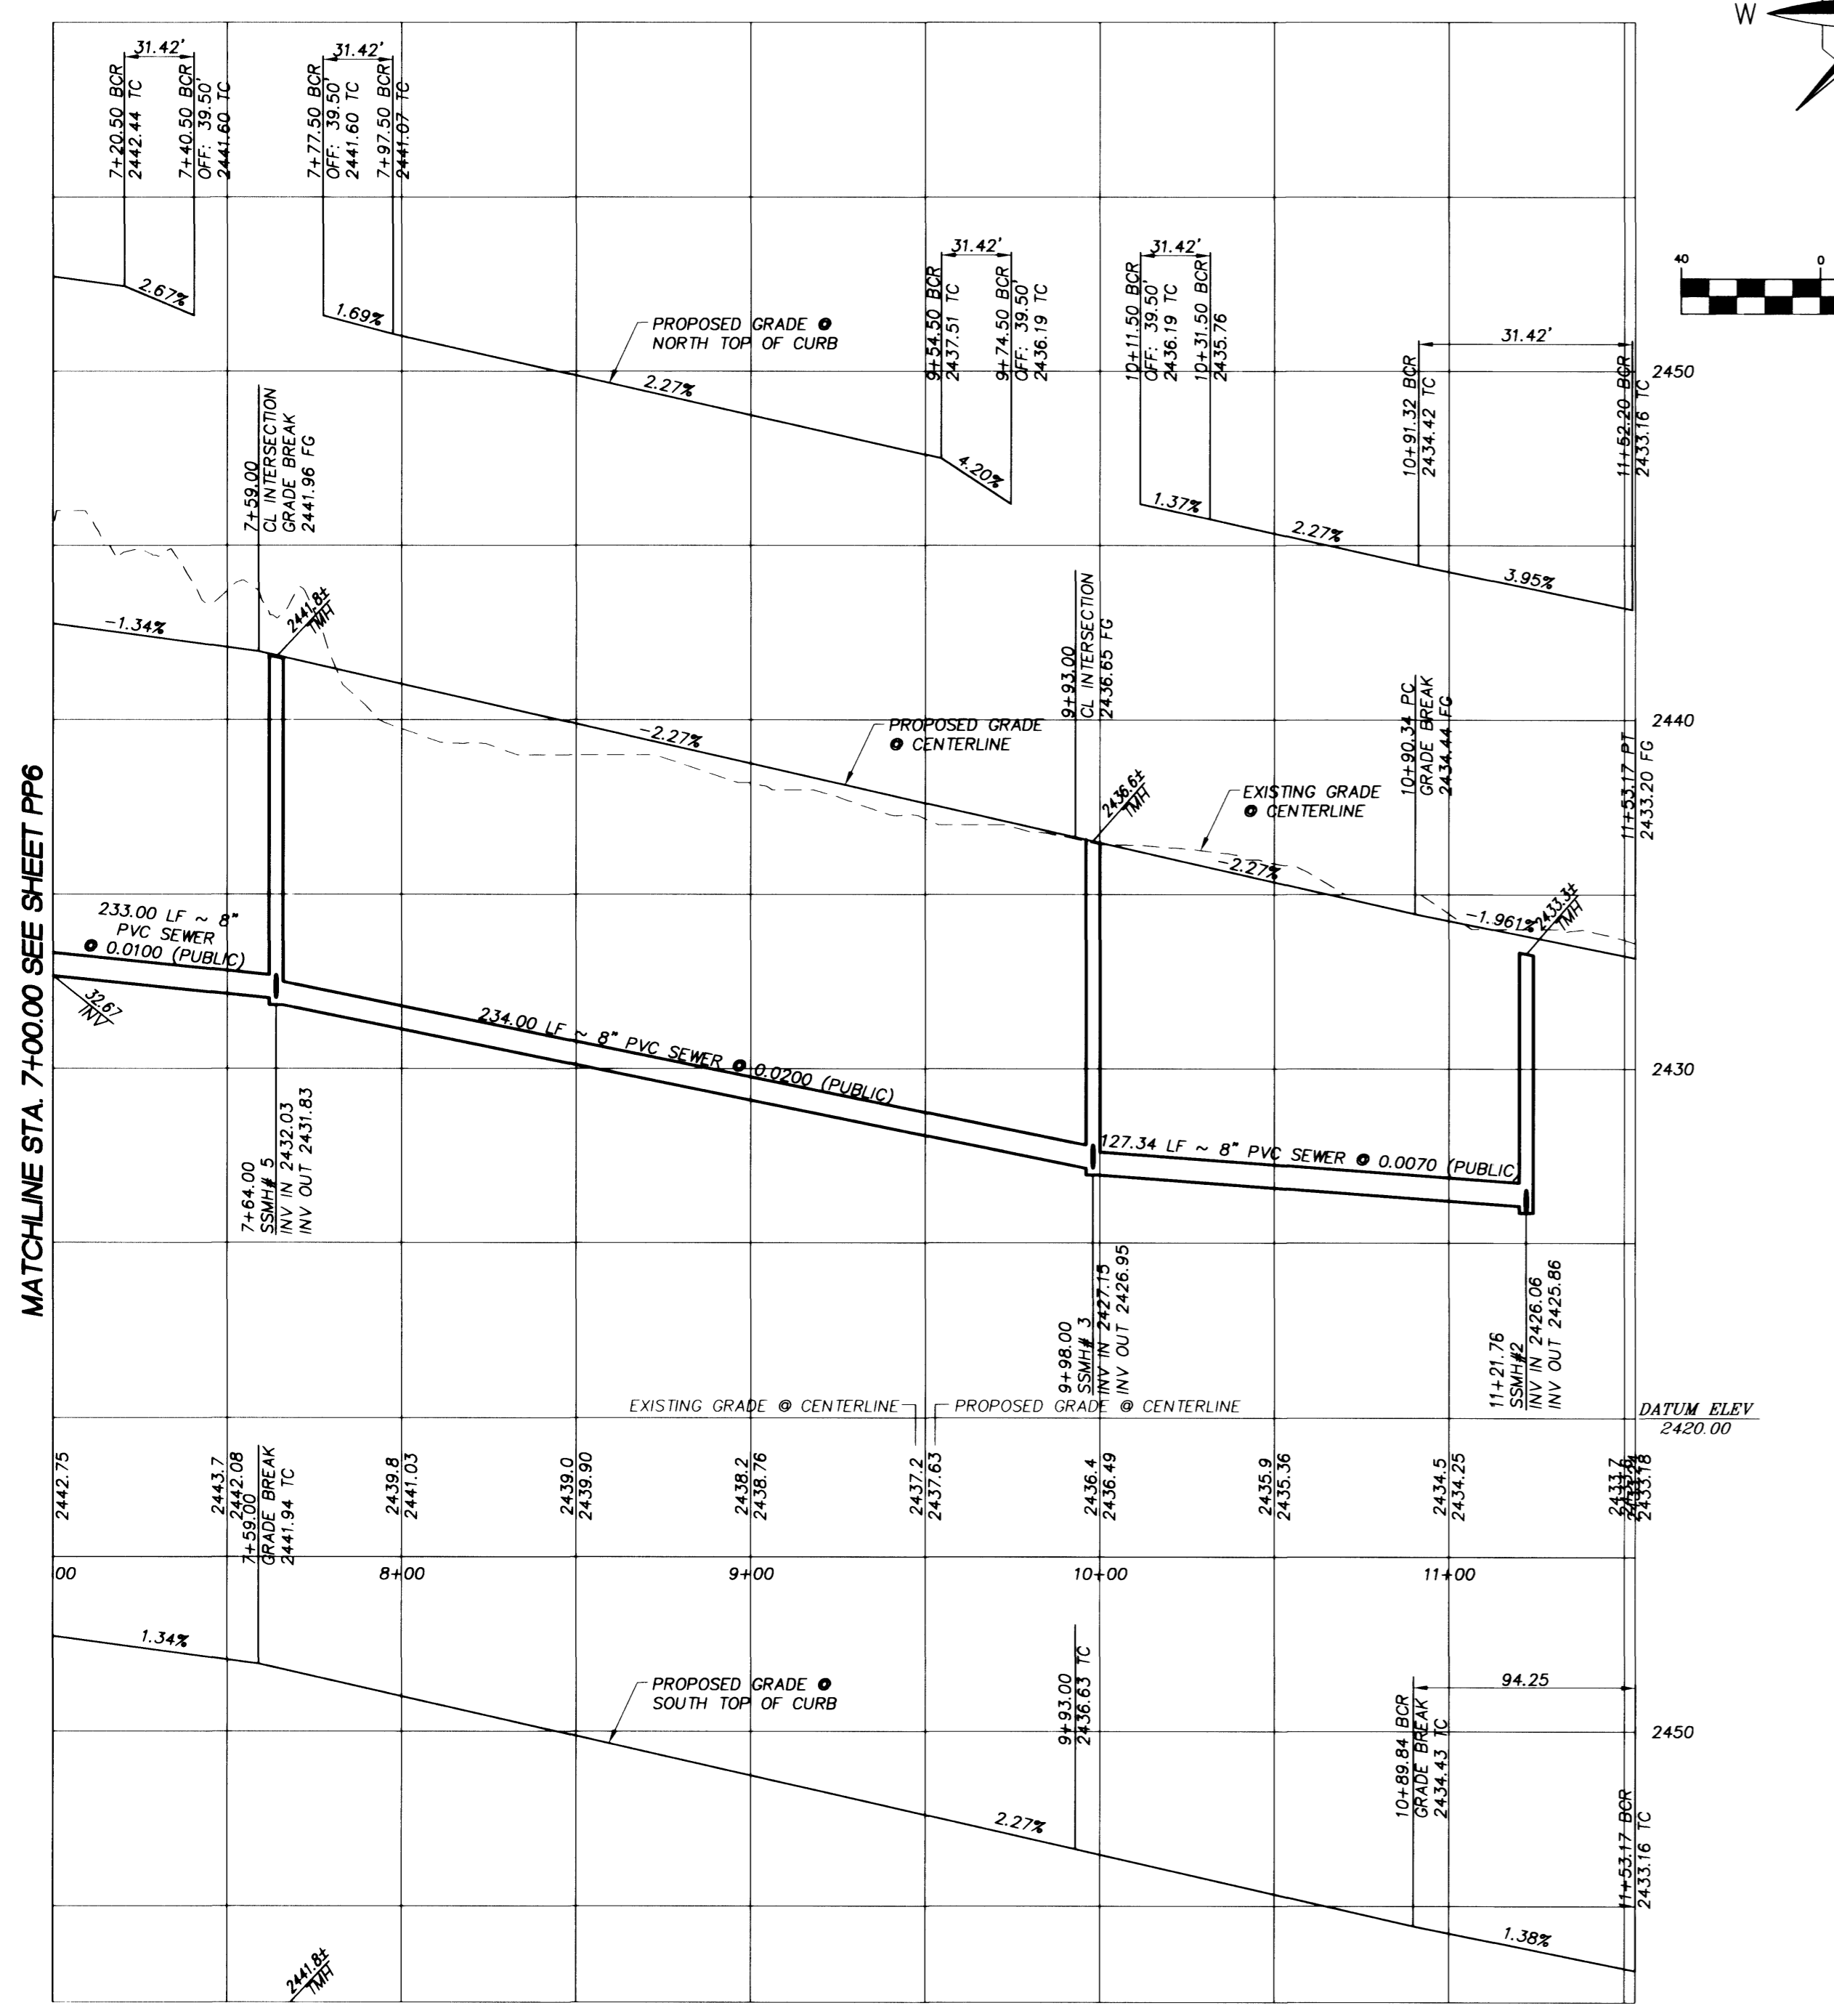 W
31.42'
7+20.50 BCR
2442.44 TC
7+40.50 BCR
OFF: 39.50'
2441.60 TC
31.42'
7+77.50 BCR
OFF: 39.50'
2441.60 TC
7+97.50 BCR
2441.07 TC
2.67%
1.69%
PROPOSED GRADE @
NORTH TOP OF CURB
2.27%
31.42'
9+54.50 BCR
2437.51 TC
9+74.50 BCR
OFF: 39.50'
2436.19 TC
4.20%
31.42'
10+11.50 BCR
OFF: 39.50'
2436.19 TC
10+31.50 BCR
2435.76
1.37%
2.27%
31.42'
10+91.32 BCR
2434.42 TC
11+52.20 BCR
2433.16 TC
3.95%
40
0
2450
7+59.00
CL INTERSECTION
GRADE BREAK
2441.96 FG
-1.34%
2441.8±
TMH
-2.27%
PROPOSED GRADE
@ CENTERLINE
9+93.00
CL INTERSECTION
2436.65 FG
2436.6±
TMH
EXISTING GRADE
@ CENTERLINE
-2.27%
10+90.34 PC
GRADE BREAK
2434.44 FG
-1.961%
2433.3±
TMH
11+53.17 PT
2433.20 FG
2440
MATCHLINE STA. 7+00.00 SEE SHEET PP6
233.00 LF ~ 8"
PVC SEWER
@ 0.0100 (PUBLIC)
32.67
INV
234.00 LF ~ 8" PVC SEWER @ 0.0200 (PUBLIC)
127.34 LF ~ 8" PVC SEWER @ 0.0070 (PUBLIC)
2430
7+64.00
SSMH# 5
INV IN 2432.03
INV OUT 2431.83
9+98.00
SSMH# 3
INV IN 2427.15
INV OUT 2426.95
11+21.76
SSMH#2
INV IN 2426.06
INV OUT 2425.86
EXISTING GRADE @ CENTERLINE
PROPOSED GRADE @ CENTERLINE
DATUM ELEV
2420.00
2442.75
2443.7
2442.08
7+59.00
GRADE BREAK
2441.94 TC
2439.8
2441.03
2439.0
2439.90
2438.2
2438.76
2437.2
2437.63
2436.4
2436.49
2435.9
2435.36
2434.5
2434.25
2433.7
2433.18
00
8+00
9+00
10+00
11+00
1.34%
PROPOSED GRADE @
SOUTH TOP OF CURB
2.27%
9+93.00
2436.63 TC
94.25
10+89.84 BCR
GRADE BREAK
2434.43 TC
11+53.17 BCR
2433.16 TC
2450
1.38%
2441.8±
TMH